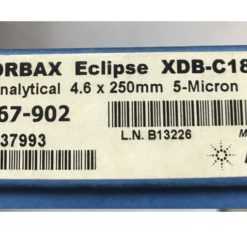 ORBAX Eclipse XDB-C18
nalytical 4.6 x 250mm 5-Micron
67-902
37993
L.N. B13226